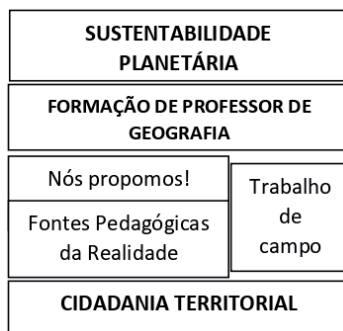 SUSTENTABILIDADE
PLANETÁRIA
FORMAÇÃO DE PROFESSOR DE
GEOGRAFIA
Nós propomos!
Fontes Pedagógicas
da Realidade
Trabalho
de
campo
CIDADANIA TERRITORIAL